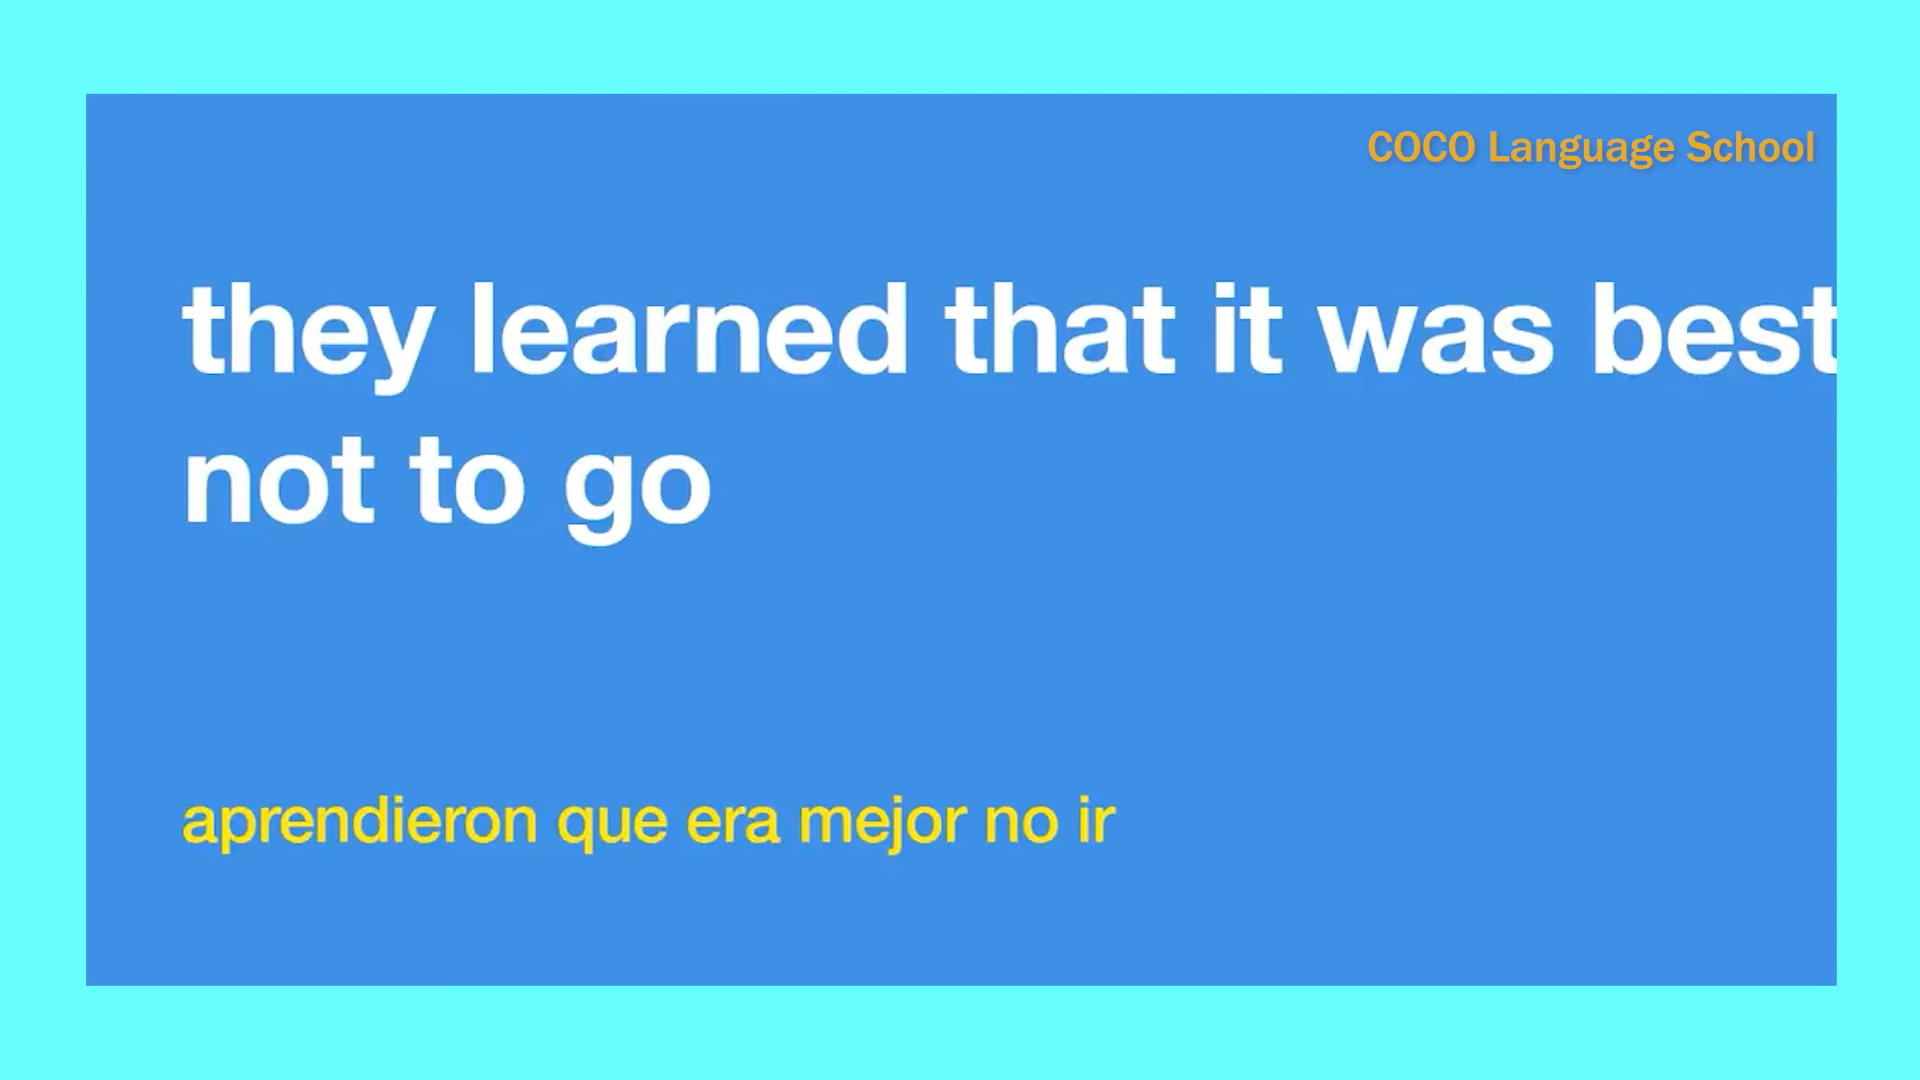 COCO Language School
they learned that it was best
not to go
aprendieron que era mejor no ir